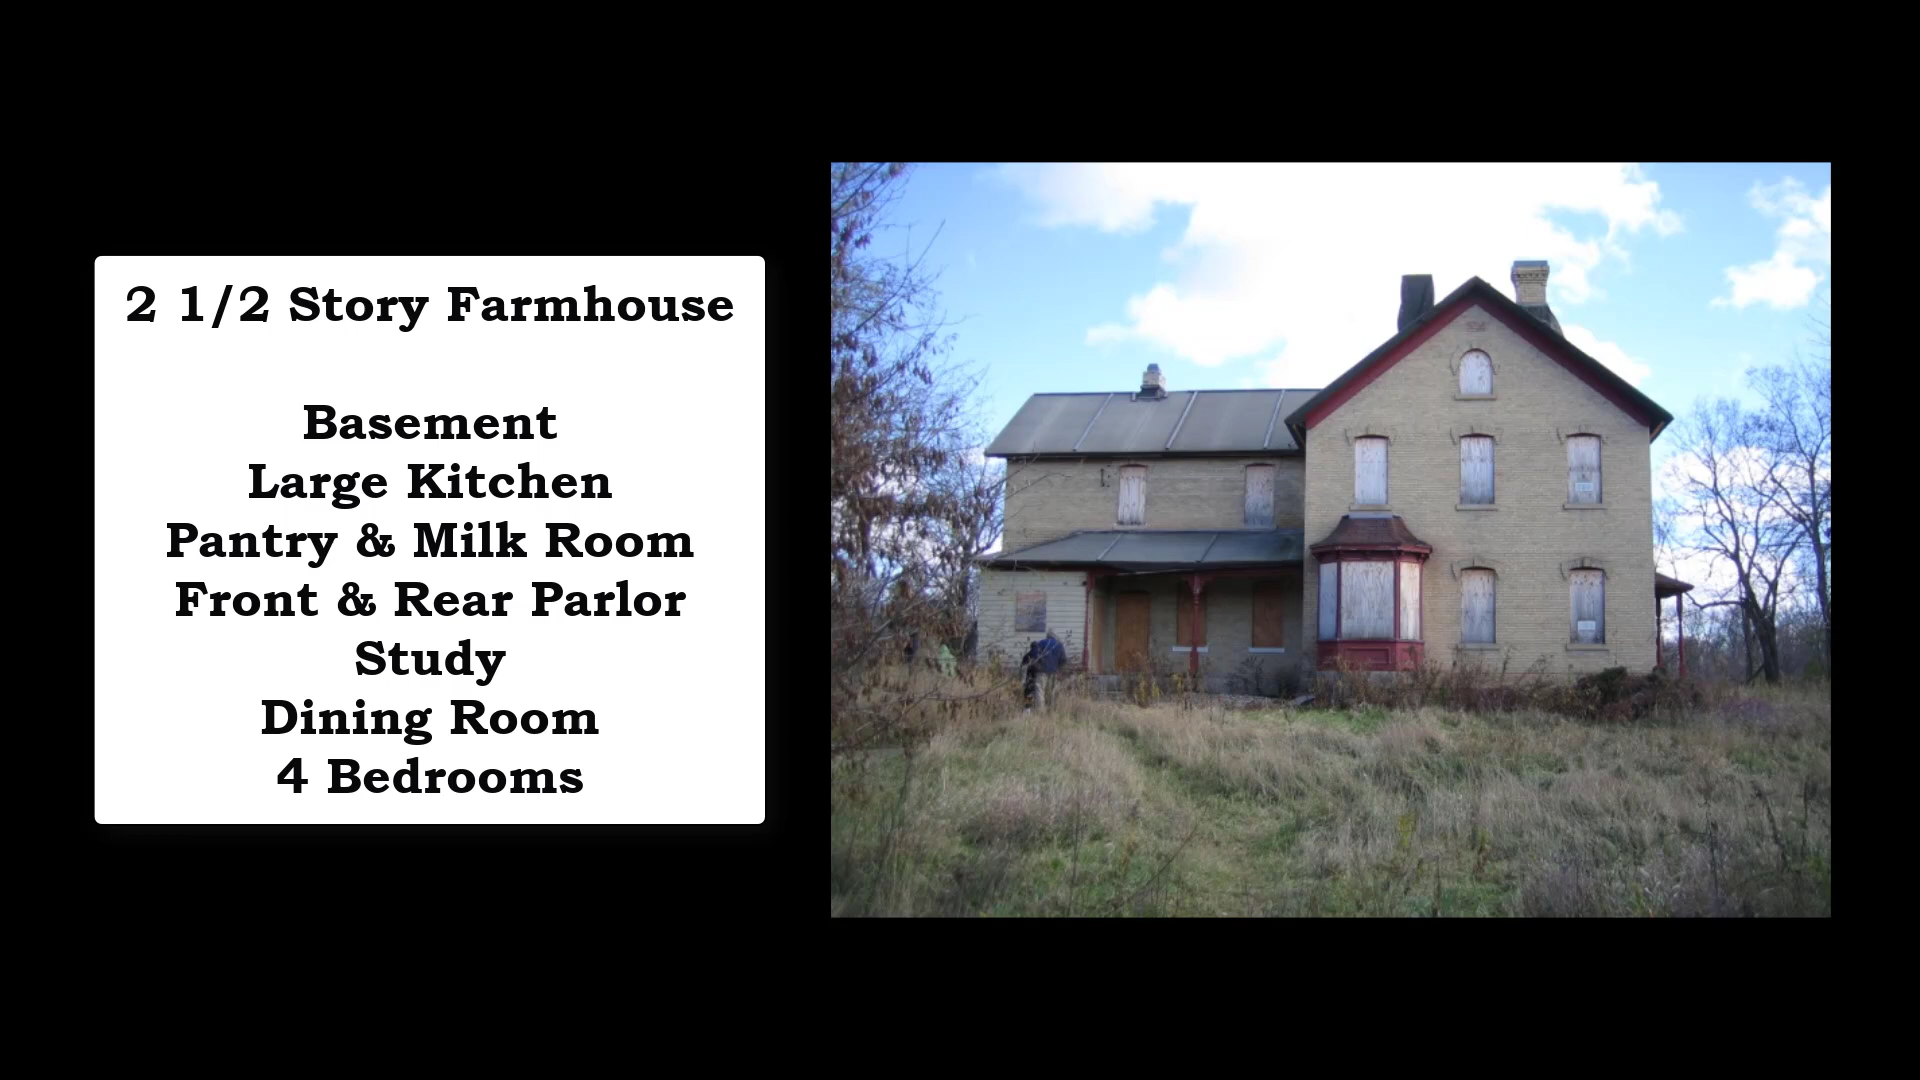 2 1/2 Story Farmhouse
Basement
Large Kitchen
Pantry & Milk Room
Front & Rear Parlor
Study
Dining Room
4 Bedrooms